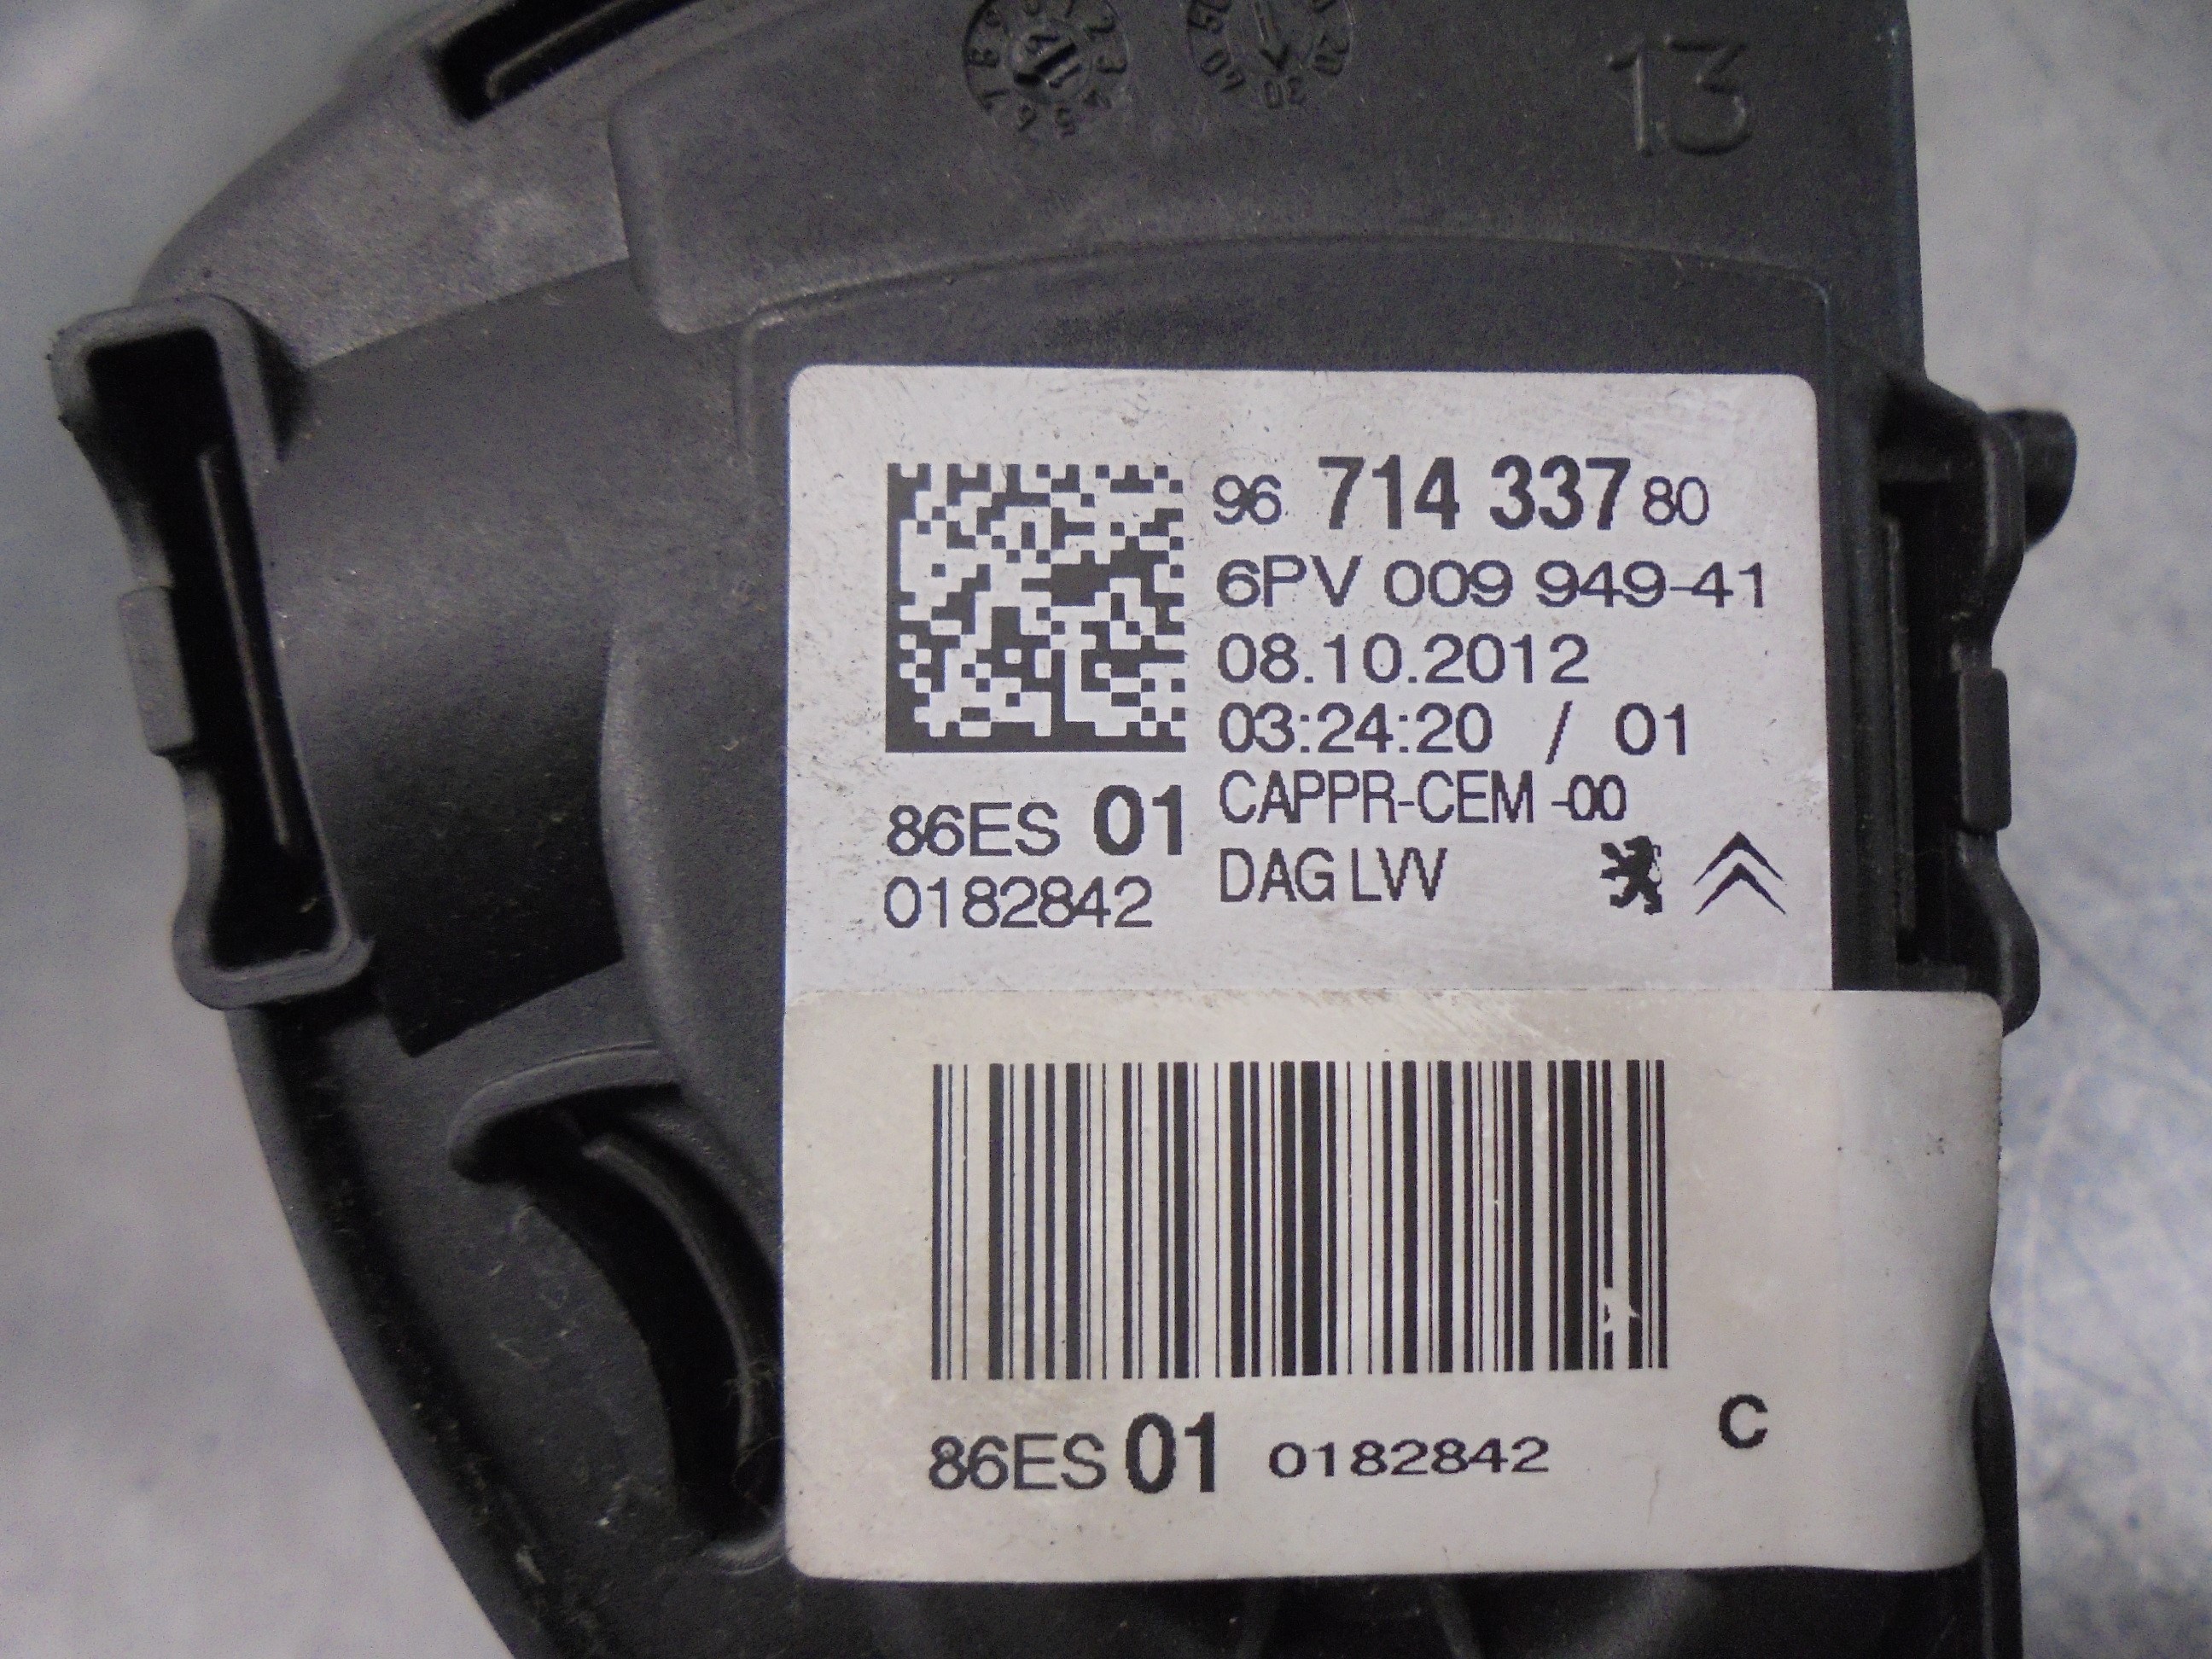 13
96 714 337 80
6PV 009 949-41
08.10.2012
03:24:20 / 01
CAPPR-CEM -00
86ES 01
DAG LVV
0182842
86ES 01 0182842
C